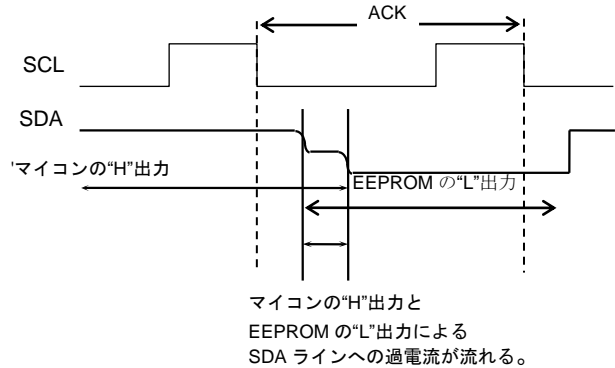 ACK
SCL
SDA
'マイコンの“H”出力
EEPROM の“L”出力
マイコンの“H”出力と
EEPROM の“L”出力による
SDA ラインへの過電流が流れる。